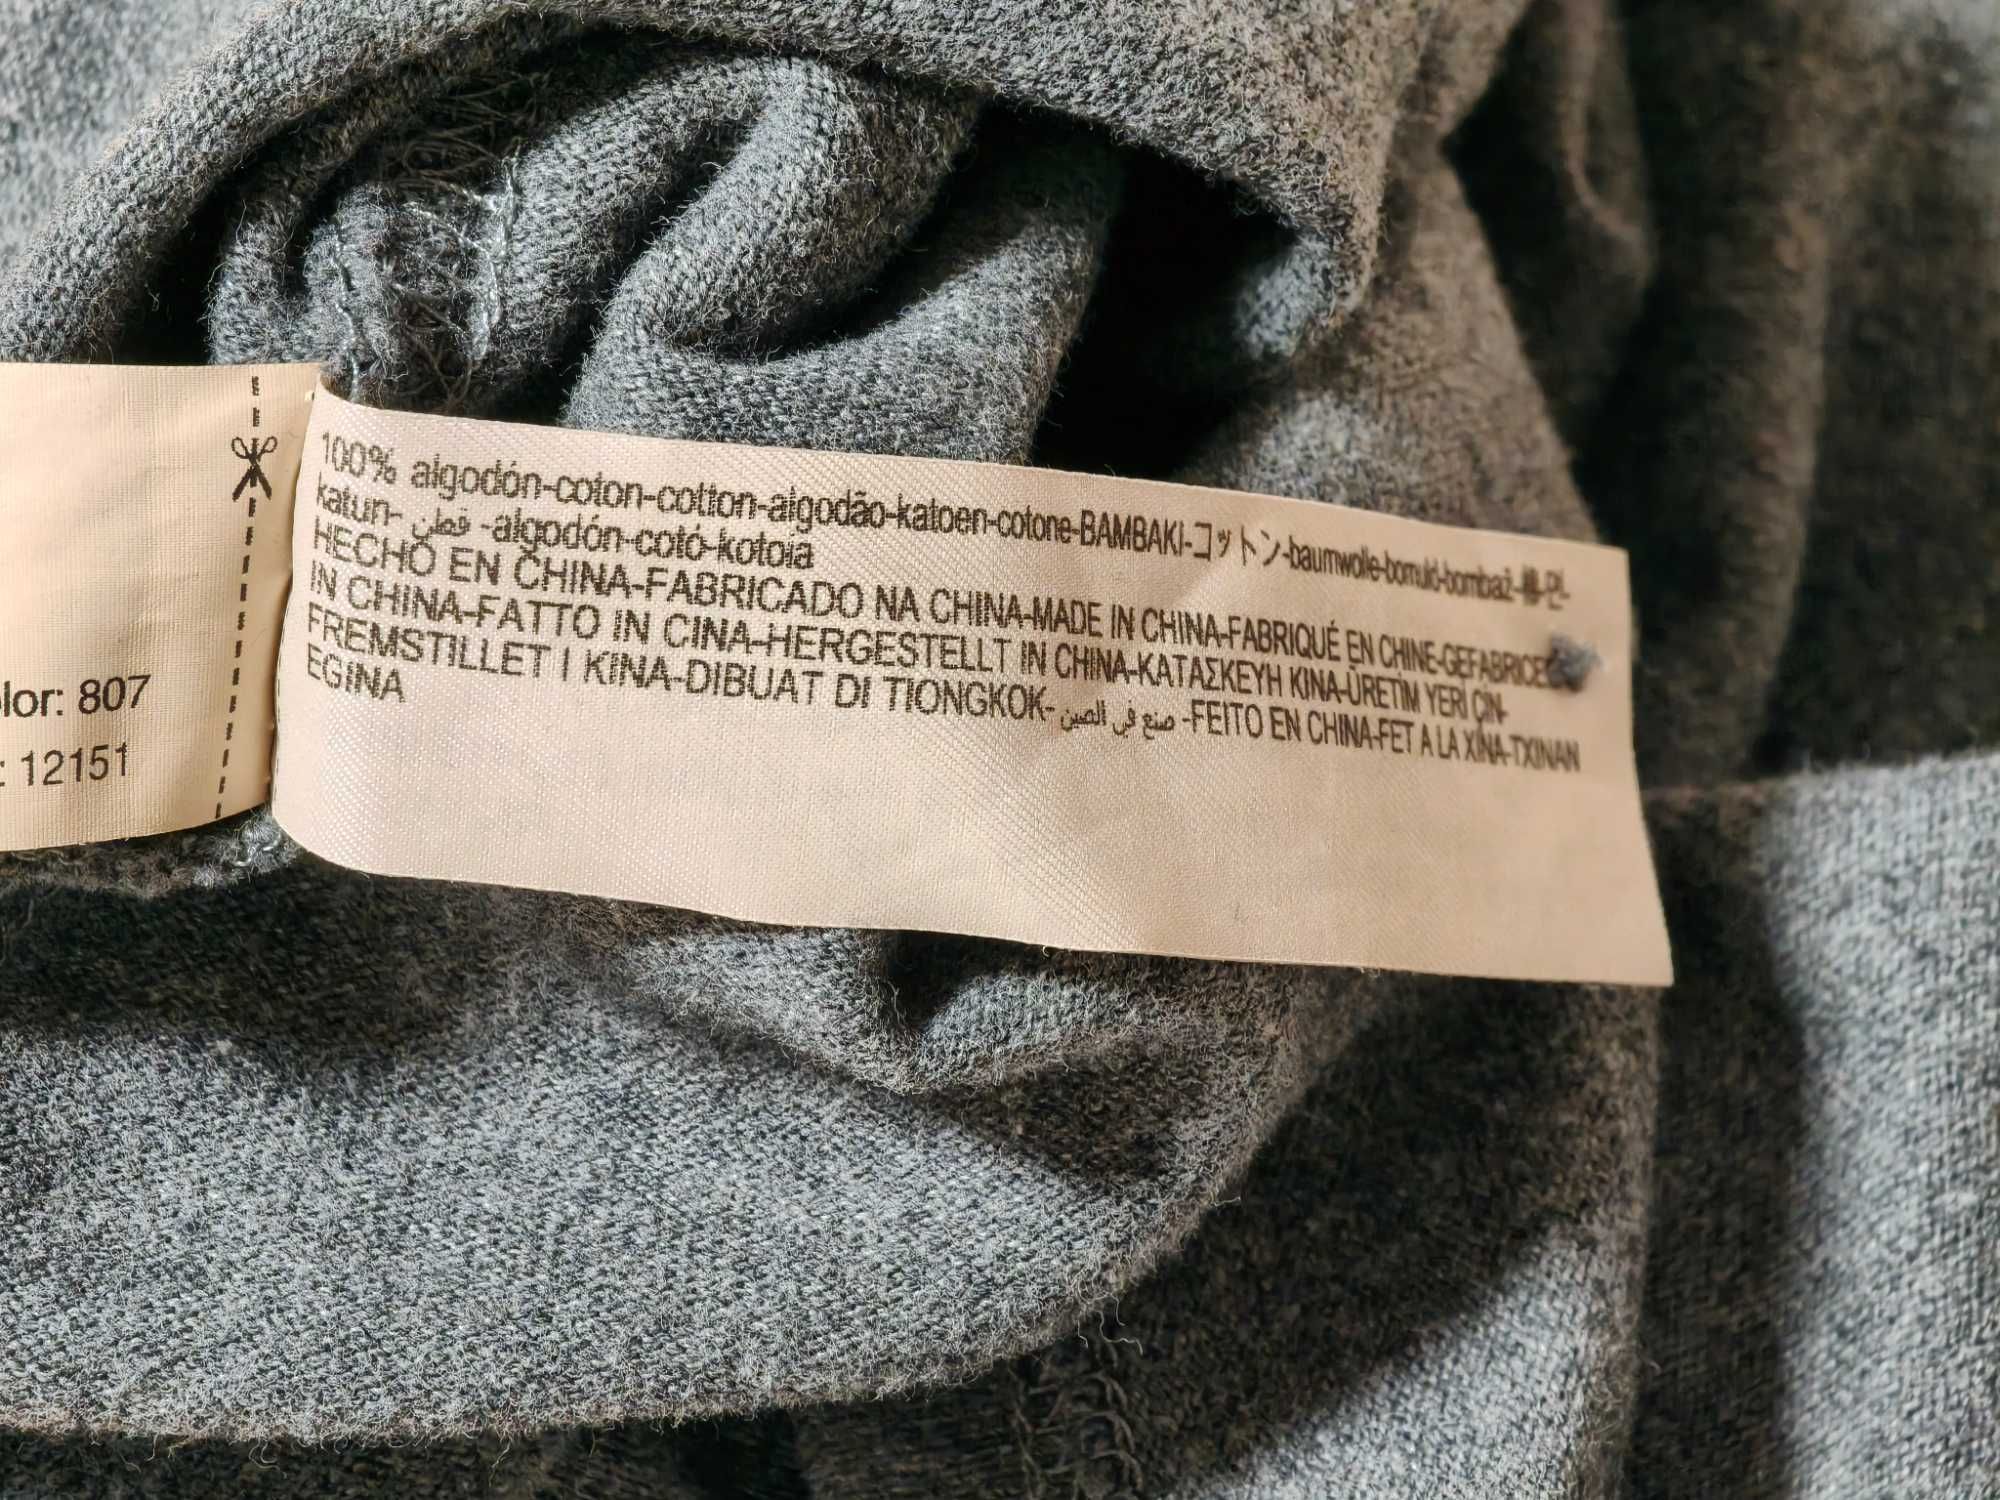 lor: 807
: 12151
100% algodón-coton-cotton-algodão-katoen-cotone-BAMBAKI-コットン-baumwolle-bomuld-bombaž-棉-면-
katun- قطن -algodón-cotó-kotoia
HECHO EN CHINA-FABRICADO NA CHINA-MADE IN CHINA-FABRIQUÉ EN CHINE-GEFABRICEE
IN CHINA-FATTO IN CINA-HERGESTELLT IN CHINA-ΚΑΤΑΣΚΕΥΗ ΚΙΝΑ-ÜRETİM YERİ ÇİN-
FREMSTILLET I KINA-DIBUAT DI TIONGKOK- صنع في الصين -FEITO EN CHINA-FET A LA XINA-TXINAN
EGINA